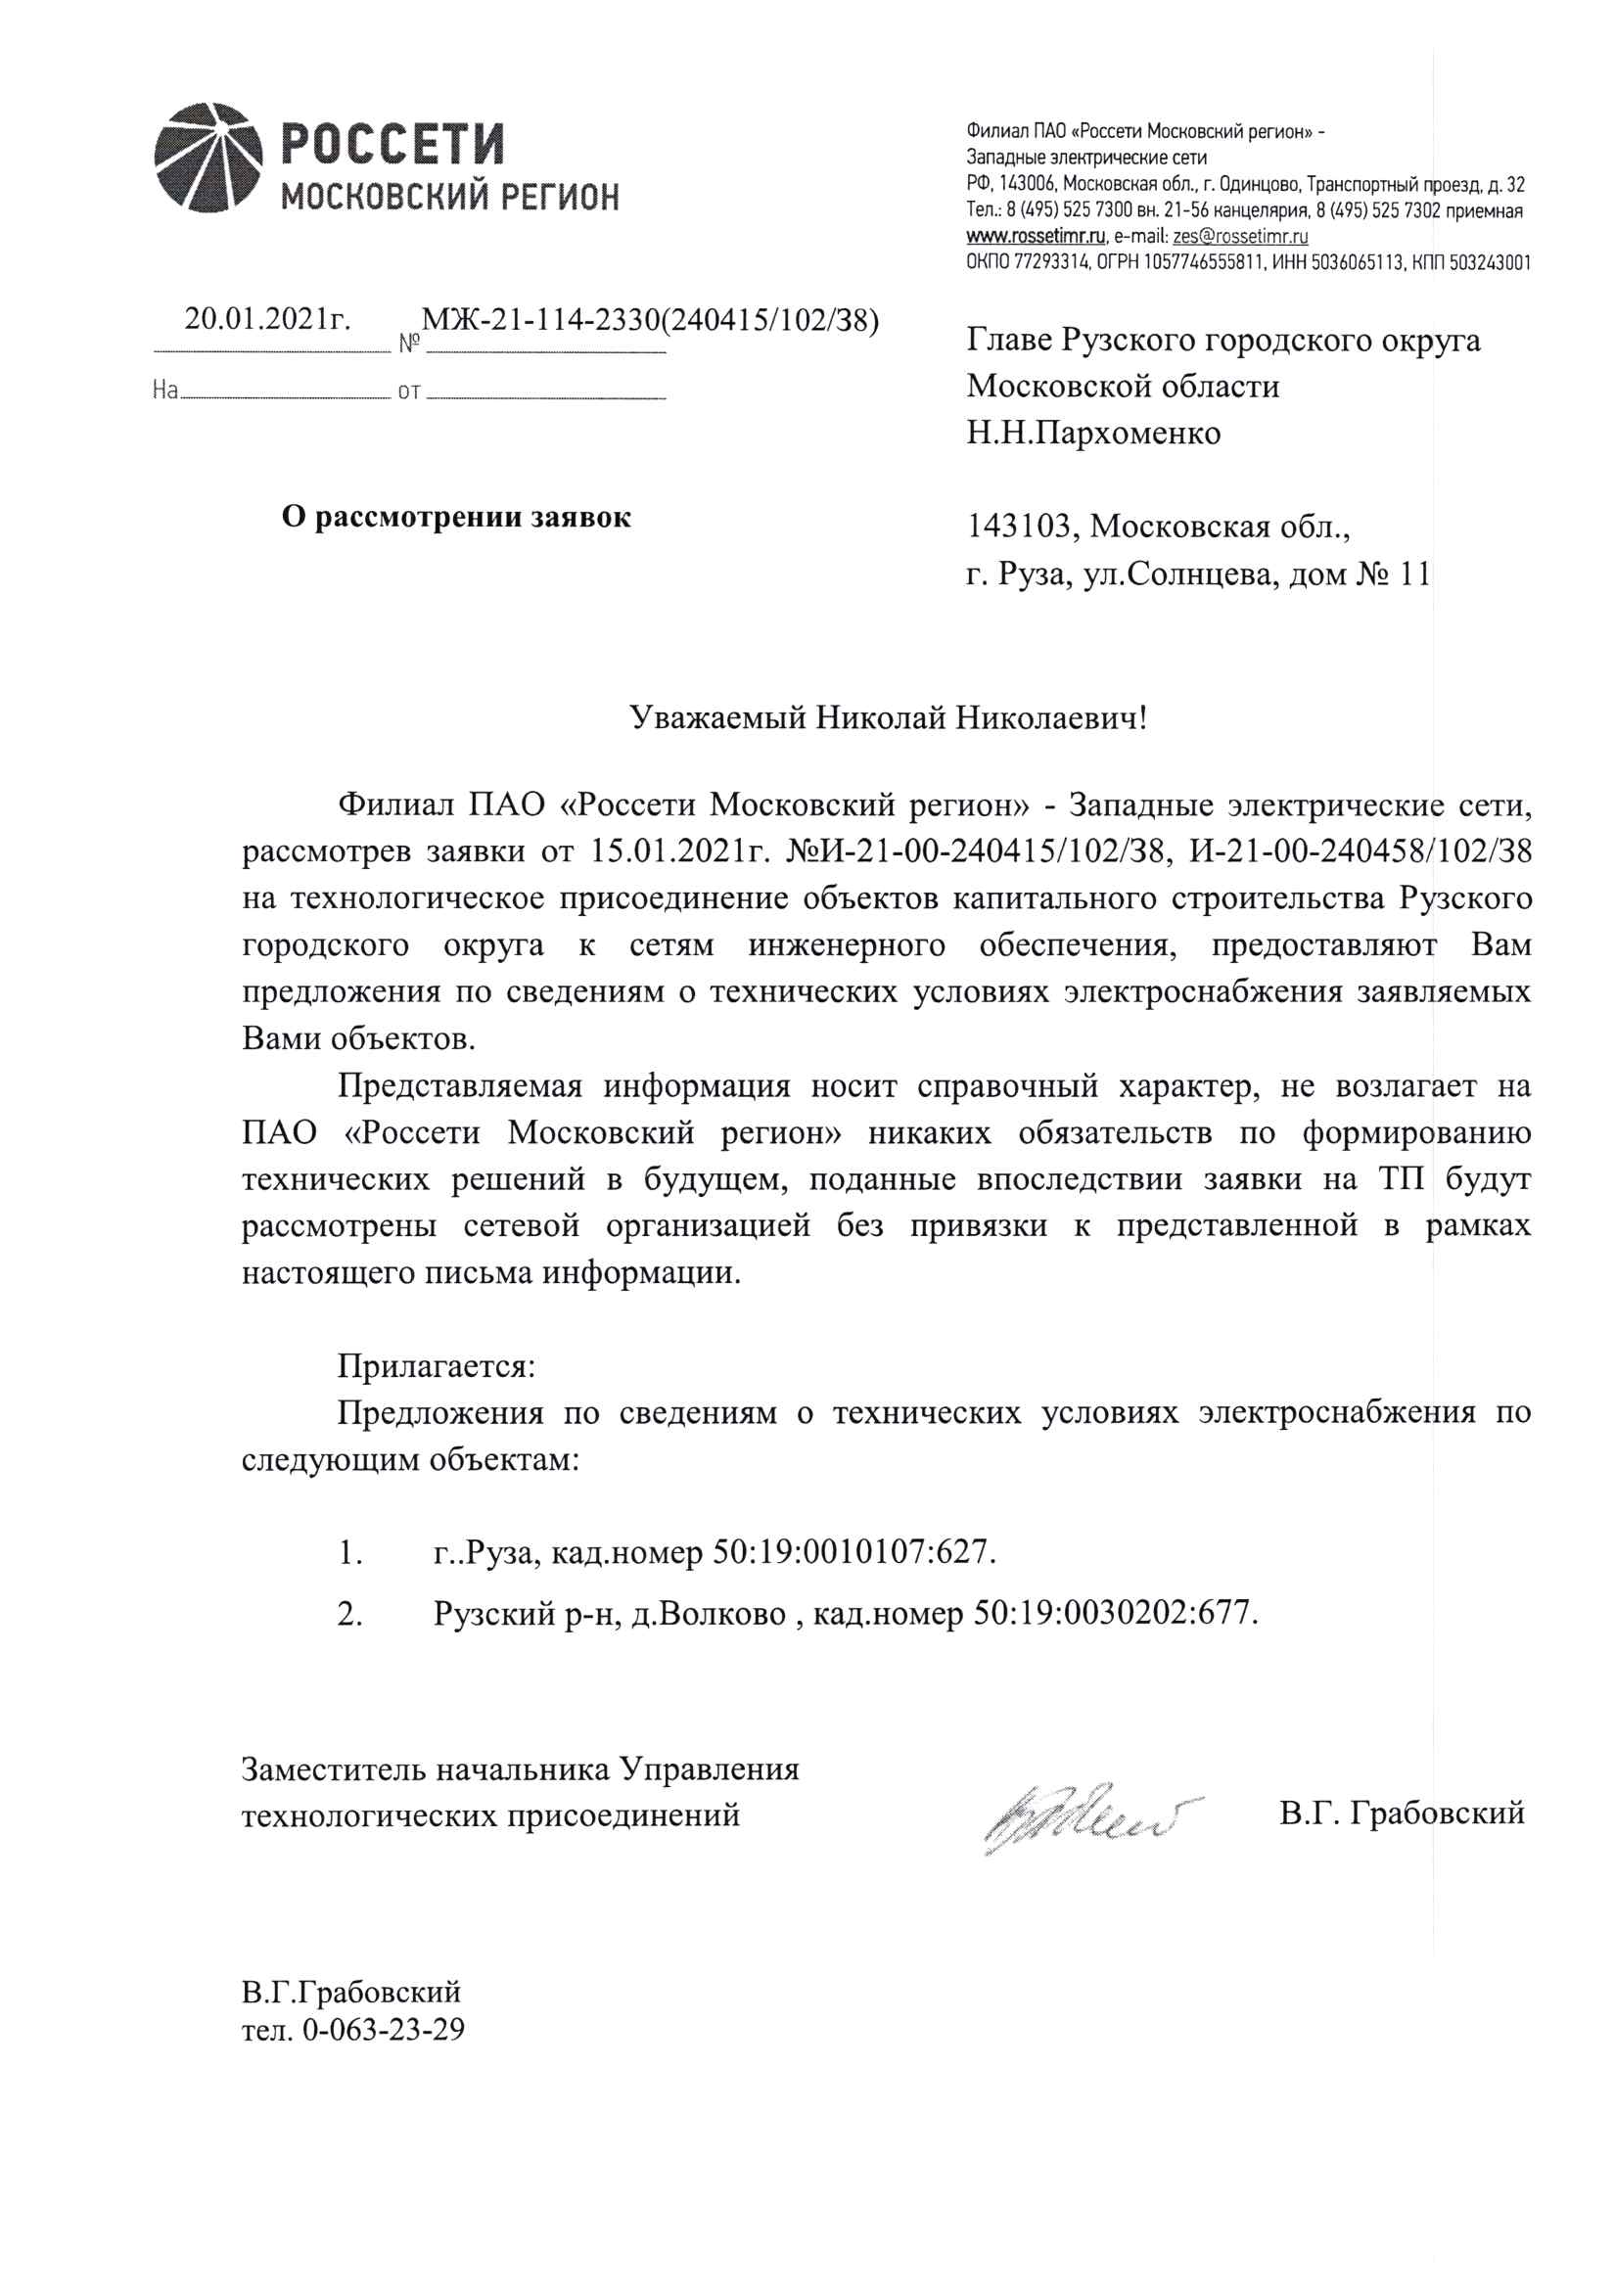 РОССЕТИ
МОСКОВСКИЙ РЕГИОН
Филиал ПАО «Россети Московский регион» -
Западные электрические сети
РФ, 143006, Московская обл., г. Одинцово, Транспортный проезд, д. 32
Тел.: 8 (495) 525 7300 вн. 21-56 канцелярия, 8 (495) 525 7302 приемная
www.rossetimr.ru, e-mail: zes@rossetimr.ru
ОКПО 77293314, ОГРН 1057746555811, ИНН 5036065113, КПП 503243001
20.01.2021г. № МЖ-21-114-2330(240415/102/З8)
На от
Главе Рузского городского округа
Московской области
Н.Н.Пархоменко
О рассмотрении заявок
143103, Московская обл.,
г. Руза, ул.Солнцева, дом № 11
Уважаемый Николай Николаевич!
Филиал ПАО «Россети Московский регион» - Западные электрические сети,
рассмотрев заявки от 15.01.2021г. №И-21-00-240415/102/З8, И-21-00-240458/102/З8
на технологическое присоединение объектов капитального строительства Рузского
городского округа к сетям инженерного обеспечения, предоставляют Вам
предложения по сведениям о технических условиях электроснабжения заявляемых
Вами объектов.
Представляемая информация носит справочный характер, не возлагает на
ПАО «Россети Московский регион» никаких обязательств по формированию
технических решений в будущем, поданные впоследствии заявки на ТП будут
рассмотрены сетевой организацией без привязки к представленной в рамках
настоящего письма информации.
Прилагается:
Предложения по сведениям о технических условиях электроснабжения по
следующим объектам:
1. г..Руза, кад.номер 50:19:0010107:627.
2. Рузский р-н, д.Волково , кад.номер 50:19:0030202:677.
Заместитель начальника Управления
технологических присоединений
В.Г. Грабовский
В.Г.Грабовский
тел. 0-063-23-29